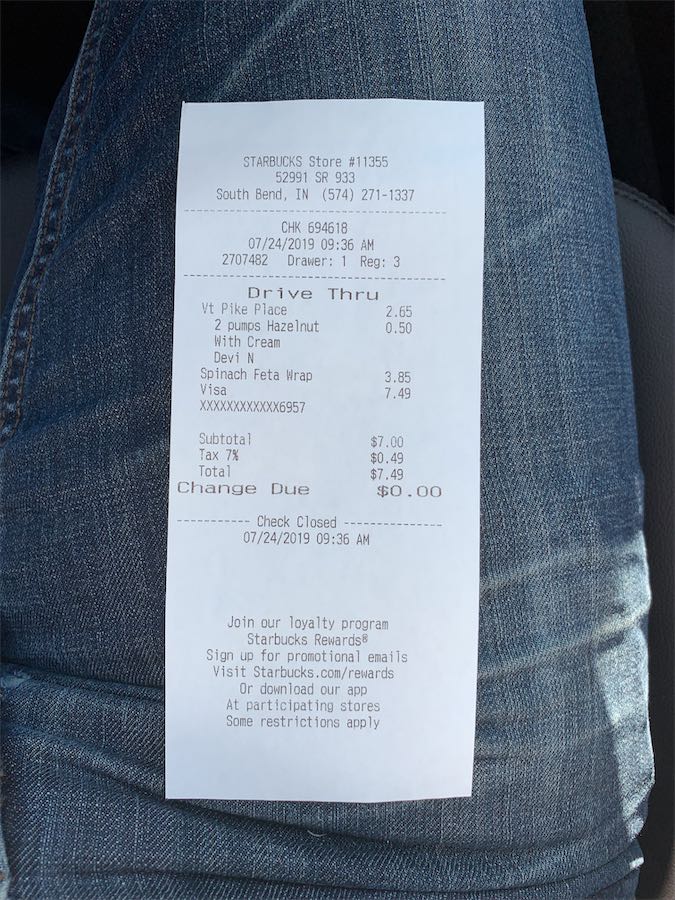 STARBUCKS Store #11355
52991 SR 933
South Bend, IN (574) 271-1337
CHK 694618
07/24/2019 09:36 AM
2707482 Drawer: 1 Reg: 3
Drive Thru
Vt Pike Place 2.65
2 pumps Hazelnut 0.50
With Cream
Devi N
Spinach Feta Wrap 3.85
Visa 7.49
XXXXXXXXXXXX6957
Subtotal $7.00
Tax 7% $0.49
Total $7.49
Change Due $0.00
------------ Check Closed ------------
07/24/2019 09:36 AM
Join our loyalty program
Starbucks Rewards®
Sign up for promotional emails
Visit Starbucks.com/rewards
Or download our app
At participating stores
Some restrictions apply